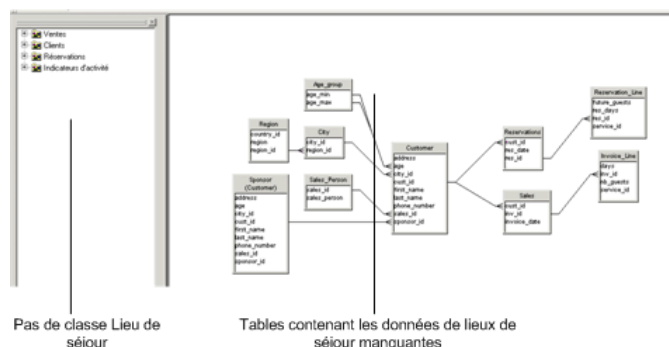 Ventes
Clients
Réservations
Indicateurs d'activité
Age_group
age_min
age_max
Region
country_id
region
region_id
City
city_id
region_id
Sponsor
(Customer)
address
age
city_id
cust_id
first_name
last_name
phone_number
sales_id
sponsor_id
Sales_Person
sales_id
sales_person
Customer
address
age
city_id
cust_id
first_name
last_name
phone_number
sales_id
sponsor_id
Reservations
cust_id
res_date
res_id
Sales
cust_id
inv_id
invoice_date
Reservation_Line
future_guests
res_days
res_id
service_id
Invoice_Line
days
inv_id
nb_guests
service_id
Pas de classe Lieu de
séjour
Tables contenant les données de lieux de
séjour manquantes